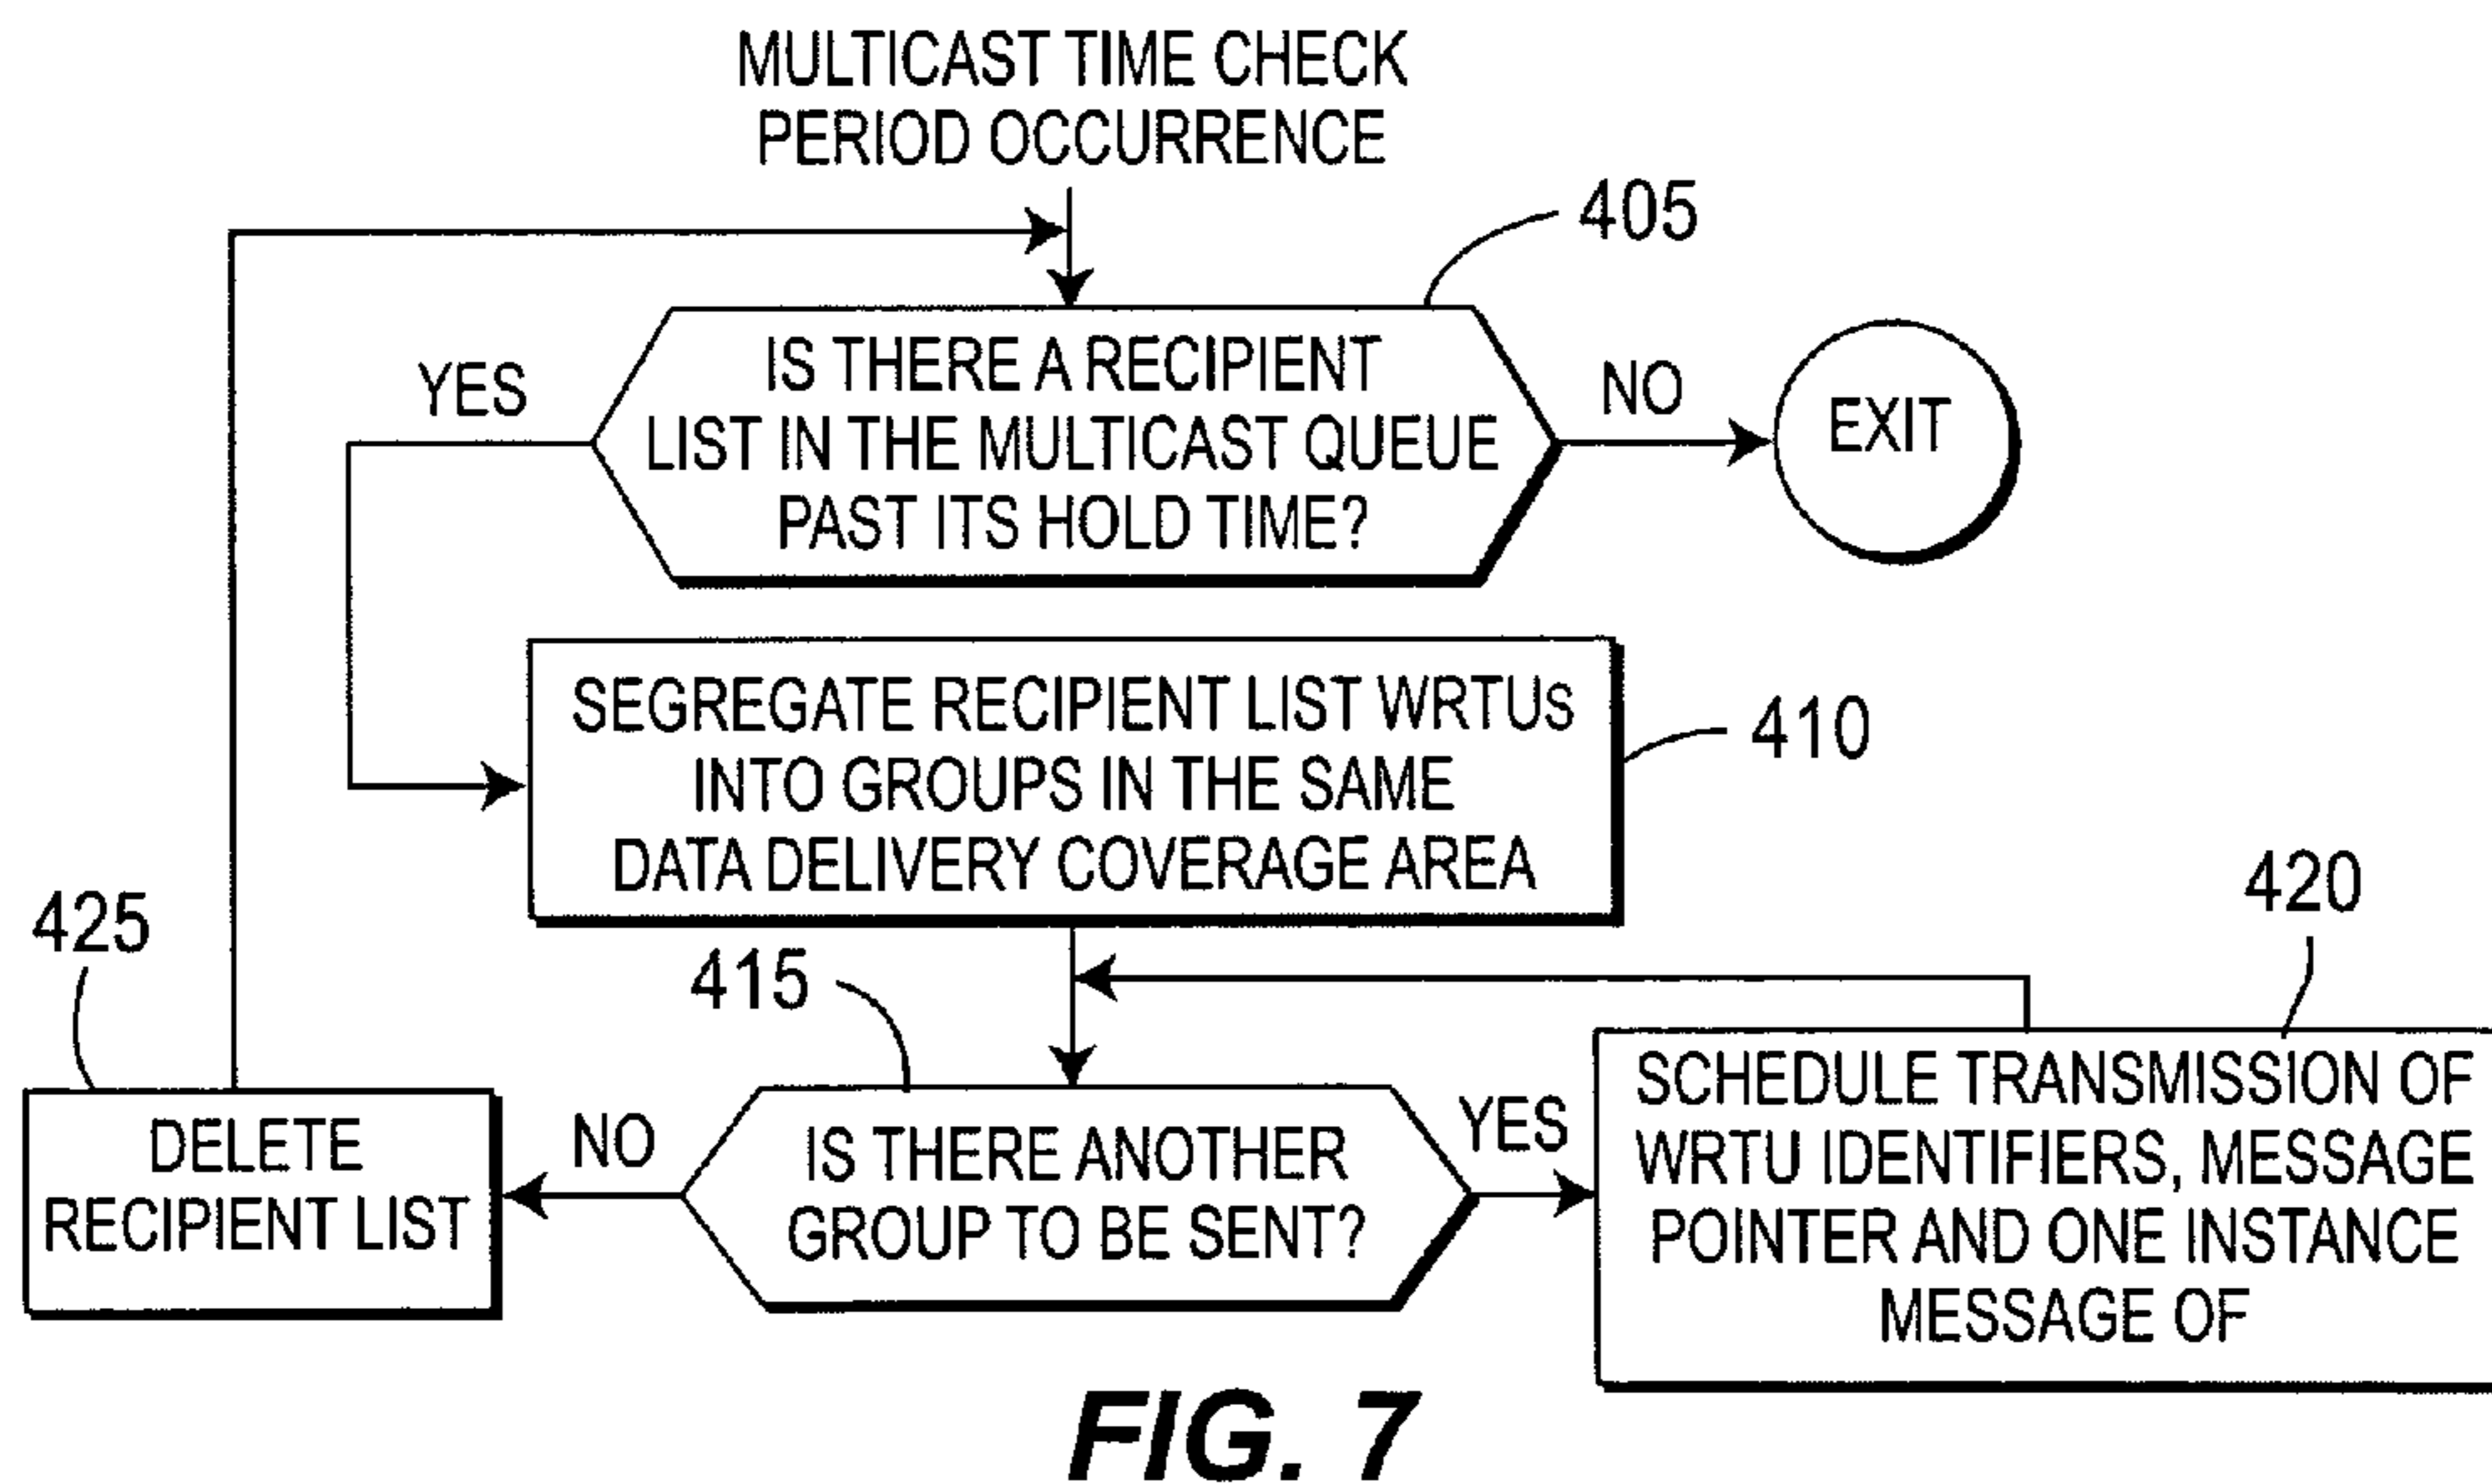 MULTICAST TIME CHECK
PERIOD OCCURRENCE
405
IS THERE A RECIPIENT
LIST IN THE MULTICAST QUEUE
PAST ITS HOLD TIME?
YES
NO
EXIT
SEGREGATE RECIPIENT LIST WRTUs
INTO GROUPS IN THE SAME
DATA DELIVERY COVERAGE AREA
410
415
IS THERE ANOTHER
GROUP TO BE SENT?
YES
420
SCHEDULE TRANSMISSION OF
WRTU IDENTIFIERS, MESSAGE
POINTER AND ONE INSTANCE
MESSAGE OF
NO
425
DELETE
RECIPIENT LIST
FIG. 7